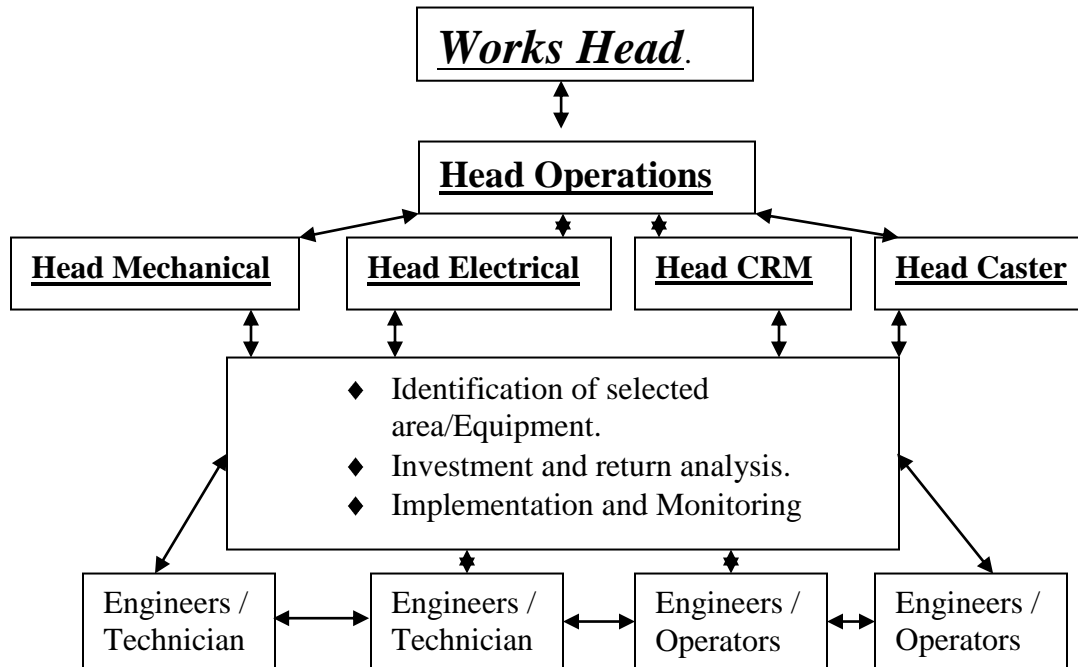 Works Head.
Head Operations
Head Mechanical
Head Electrical
Head CRM
Head Caster
♦ Identification of selected
area/Equipment.
♦ Investment and return analysis.
♦ Implementation and Monitoring
Engineers /
Technician
Engineers /
Technician
Engineers /
Operators
Engineers /
Operators